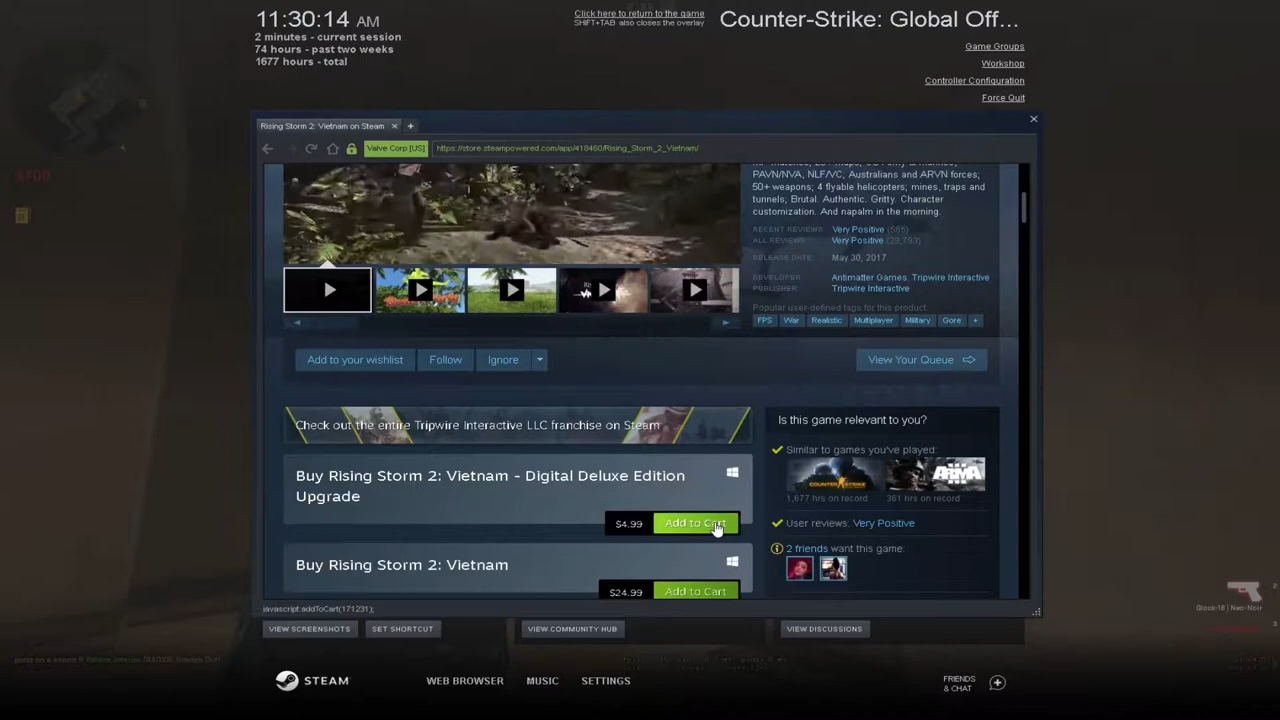 11:30:14 AM
2 minutes - current session
74 hours - past two weeks
1677 hours - total
Click here to return to the game
SHIFT+TAB also closes the overlay
Counter-Strike: Global Off...
Game Groups
Workshop
Controller Configuration
Force Quit
Rising Storm 2: Vietnam on Steam
Valve Corp [US]
https://store.steampowered.com/app/418460/Rising_Storm_2_Vietnam/
PAVN/NVA, NLF/VC; Australians and ARVN forces;
50+ weapons; 4 flyable helicopters; mines, traps and
tunnels; Brutal. Authentic. Gritty. Character
customization. And napalm in the morning.
RECENT REVIEWS: Very Positive (565)
ALL REVIEWS: Very Positive (29,793)
RELEASE DATE: May 30, 2017
DEVELOPER: Antimatter Games, Tripwire Interactive
PUBLISHER: Tripwire Interactive
Popular user-defined tags for this product:
FPS War Realistic Multiplayer Military Gore +
Add to your wishlist Follow Ignore View Your Queue
Check out the entire Tripwire Interactive LLC franchise on Steam
Is this game relevant to you?
Similar to games you've played:
COUNTER STRIKE
ARMA III
1,677 hrs on record 361 hrs on record
Buy Rising Storm 2: Vietnam - Digital Deluxe Edition
Upgrade
$4.99 Add to Cart
User reviews: Very Positive
2 friends want this game:
Buy Rising Storm 2: Vietnam
$24.99 Add to Cart
javascript:addToCart(171231);
Glock-18 | Neo-Noir
VIEW SCREENSHOTS SET SHORTCUT VIEW COMMUNITY HUB VIEW DISCUSSIONS
STEAM
WEB BROWSER MUSIC SETTINGS
FRIENDS
& CHAT